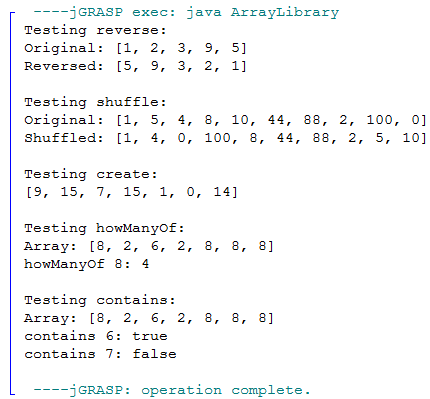 ----jGRASP exec: java ArrayLibrary
Testing reverse:
Original: [1, 2, 3, 9, 5]
Reversed: [5, 9, 3, 2, 1]
Testing shuffle:
Original: [1, 5, 4, 8, 10, 44, 88, 2, 100, 0]
Shuffled: [1, 4, 0, 100, 8, 44, 88, 2, 5, 10]
Testing create:
[9, 15, 7, 15, 1, 0, 14]
Testing howManyOf:
Array: [8, 2, 6, 2, 8, 8, 8]
howManyOf 8: 4
Testing contains:
Array: [8, 2, 6, 2, 8, 8, 8]
contains 6: true
contains 7: false
----jGRASP: operation complete.